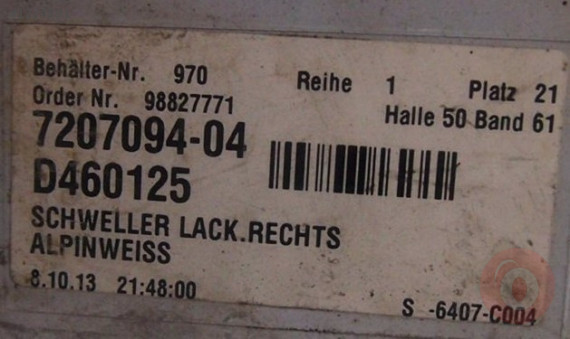 Behälter-Nr. 970 Reihe 1 Platz 21
Order Nr. 98827771 Halle 50 Band 61
7207094-04
D460125
SCHWELLER LACK.RECHTS
ALPINWEISS
8.10.13 21:48:00 S -6407-C004